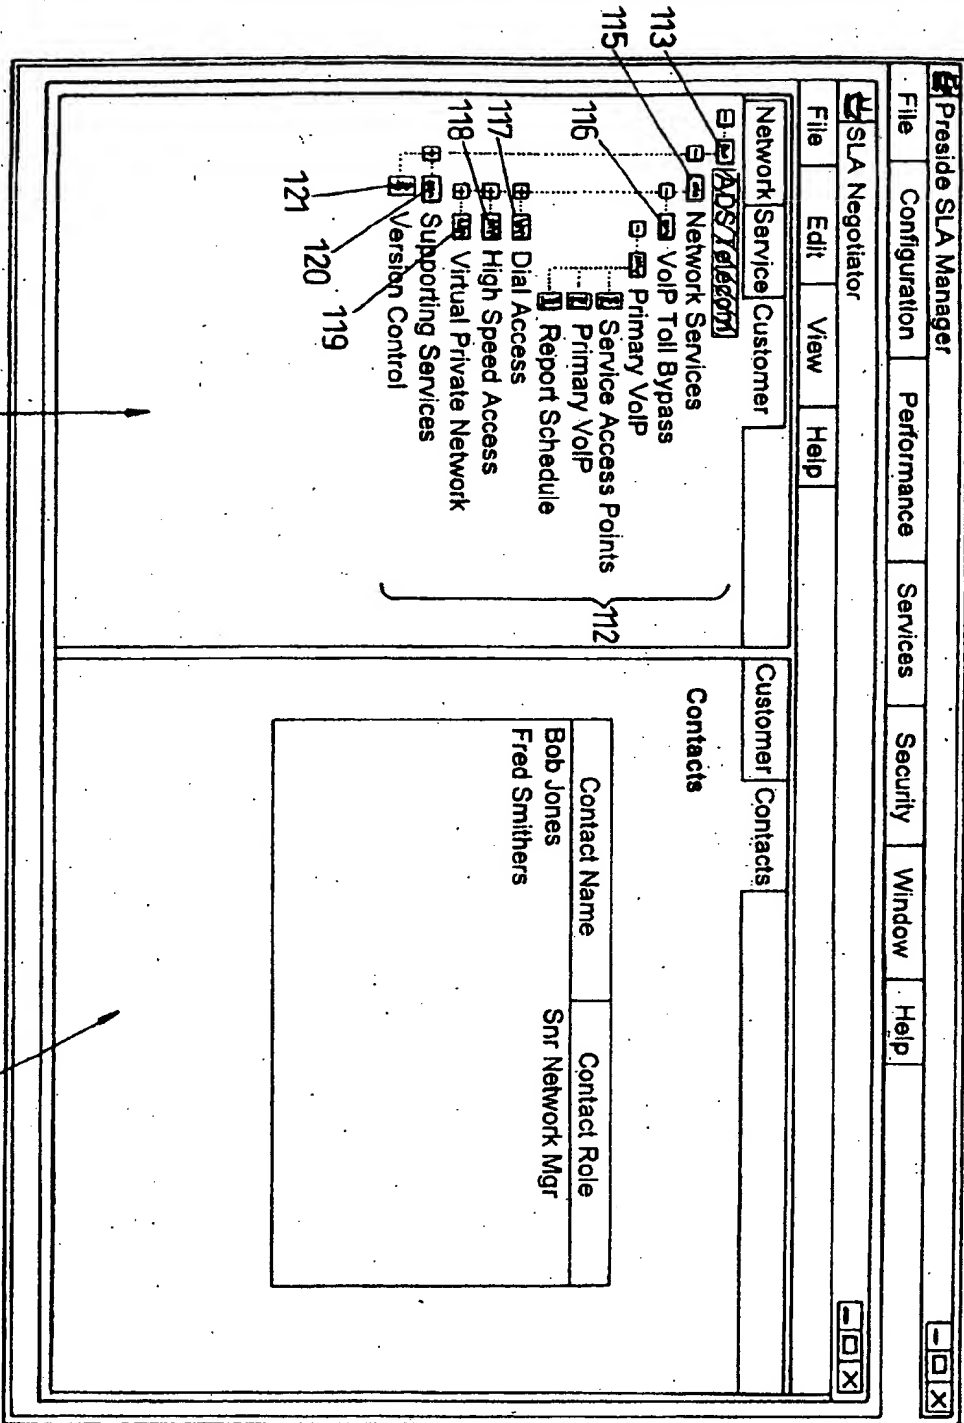 Preside SLA Manager
File Configuration Performance Services Security Window Help
SLA Negotiator
File Edit View Help
Network Service Customer
Customer Contacts
113
ADS/Telecom1
115
Network Services
Contacts
116
VoIP Toll Bypass
Primary VoIP
Service Access Points
Primary VoIP
Report Schedule
112
117
Dial Access
118
High Speed Access
119
Virtual Private Network
120
Supporting Services
121
Version Control
Contact Name Contact Role
Bob Jones Snr Network Mgr
Fred Smithers